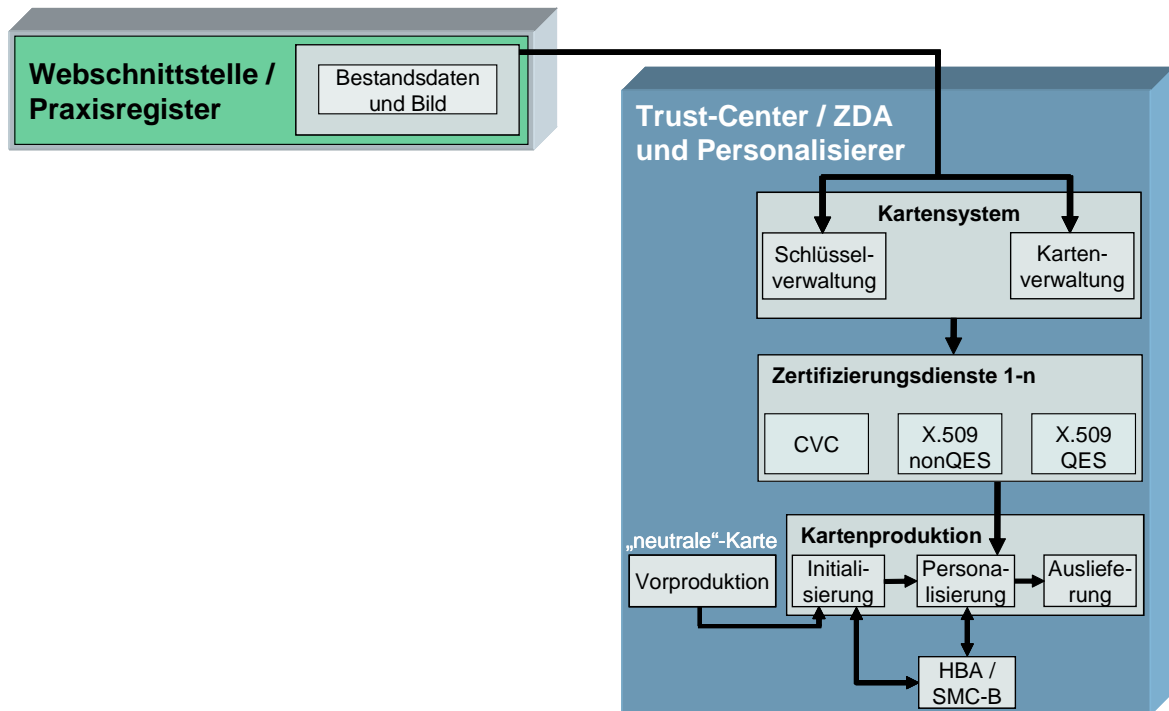 Webschnittstelle /
Praxisregister
Bestandsdaten
und Bild
Trust-Center / ZDA
und Personalisierer
Kartensystem
Schlüssel-
verwaltung
Karten-
verwaltung
Zertifizierungsdienste 1-n
CVC
X.509
nonQES
X.509
QES
„neutrale“-Karte
Vorproduktion
Kartenproduktion
Initiali-
sierung
Persona-
lisierung
Ausliefe-
rung
HBA /
SMC-B